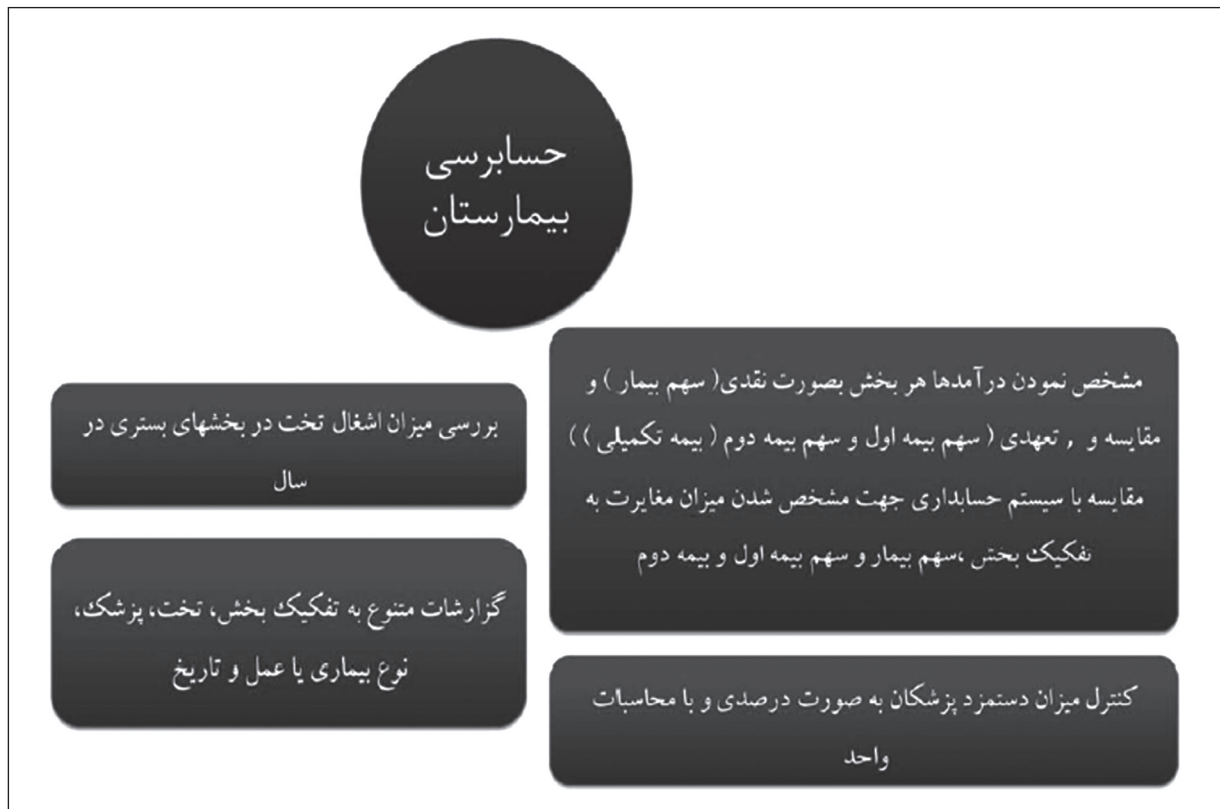 حسابرسی
بیمارستان
مشخص نمودن درآمدها هر بخش بصورت نقدی( سهم بیمار ) و
مقایسه و , تعهدی ( سهم بیمه اول و سهم بیمه دوم ( بیمه تکمیلی ) )
مقایسه با سیستم حسابداری جهت مشخص شدن میزان مغایرت به
تفکیک بخش ،سهم بیمار و سهم بیمه اول و بیمه دوم
بررسی میزان اشغال تخت در بخشهای بستری در
سال
گزارشات متنوع به تفکیک بخش، تخت، پزشک،
نوع بیماری یا عمل و تاریخ
کنترل میزان دستمزد پزشکان به صورت درصدی و با محاسبات
واحد